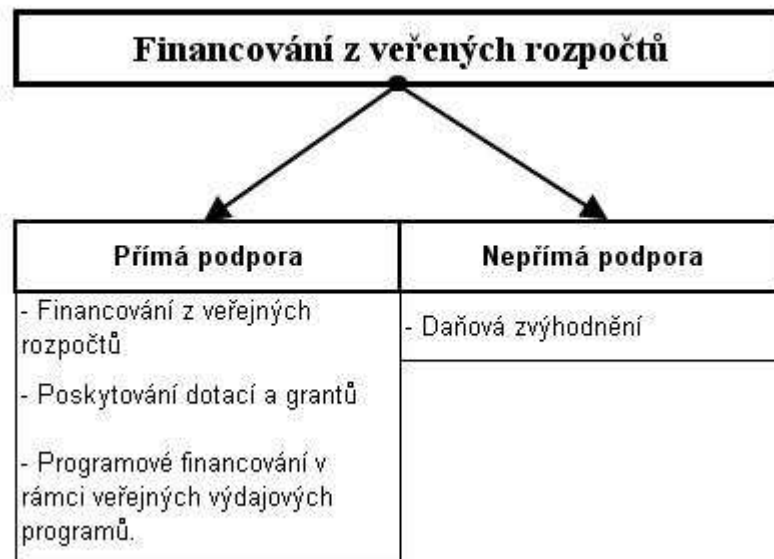 Financování z veřených rozpočtů
Přímá podpora
Nepřímá podpora
- Financování z veřejných
rozpočtů
- Poskytování dotací a grantů
- Programové financování v
rámci veřejných výdajových
programů.
- Daňová zvýhodnění